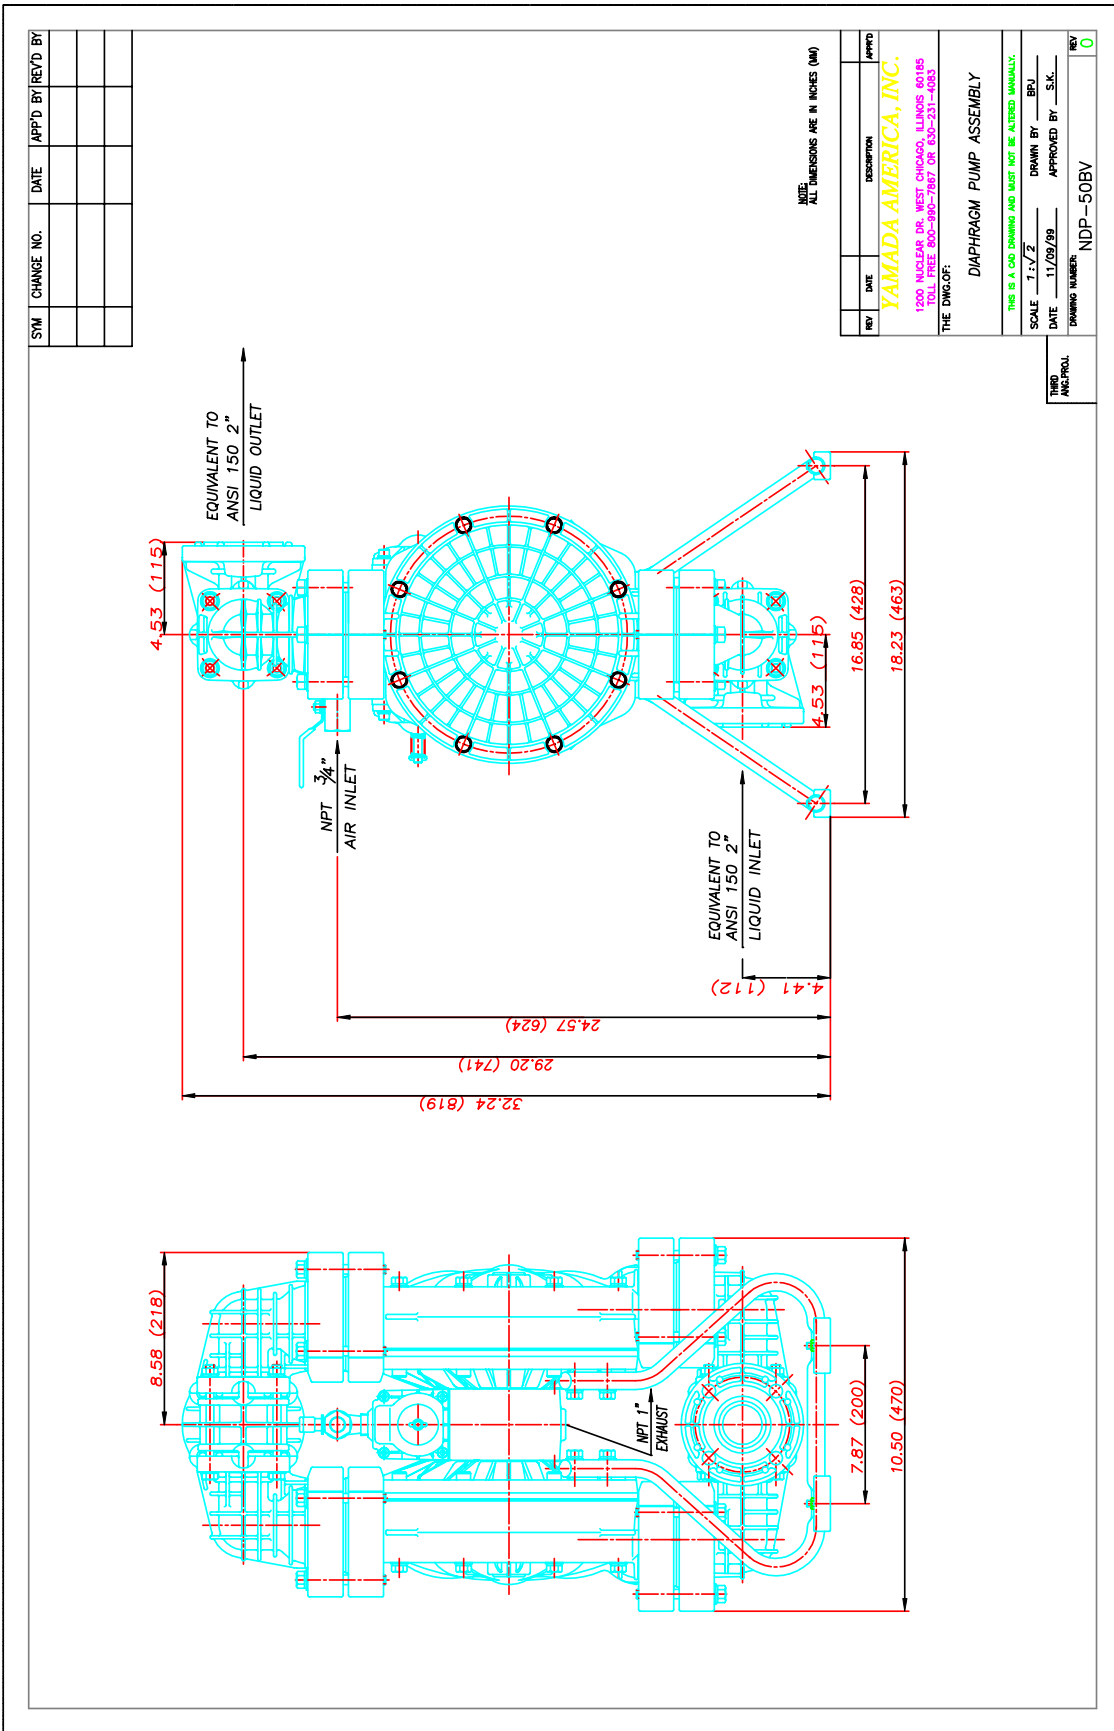 SYM CHANGE NO. DATE APP'D BY REV'D BY
EQUIVALENT TO
ANSI 150 2"
LIQUID OUTLET
4.53 (115)
NPT 3/4"
AIR INLET
EQUIVALENT TO
ANSI 150 2"
LIQUID INLET
4.53 (115)
16.85 (428)
18.23 (463)
4.41 (112)
24.57 (624)
29.20 (741)
32.24 (819)
8.58 (218)
NPT 1"
EXHAUST
7.87 (200)
10.50 (470)
NOTE:
ALL DIMENSIONS ARE IN INCHES (MM)
REV DATE DESCRIPTION APPR'D
YAMADA AMERICA, INC.
1200 NUCLEAR DR. WEST CHICAGO, ILLINOIS 60185
TOLL FREE 800-990-7867 OR 630-231-4083
THE DWG.OF:
DIAPHRAGM PUMP ASSEMBLY
THIS IS A CAD DRAWING AND MUST NOT BE ALTERED MANUALLY.
SCALE 1:√2 DRAWN BY BPJ
DATE 11/09/99 APPROVED BY S.K.
DRAWING NUMBER: REV
NDP-50BV 0
THIRD
ANG.PROJ.